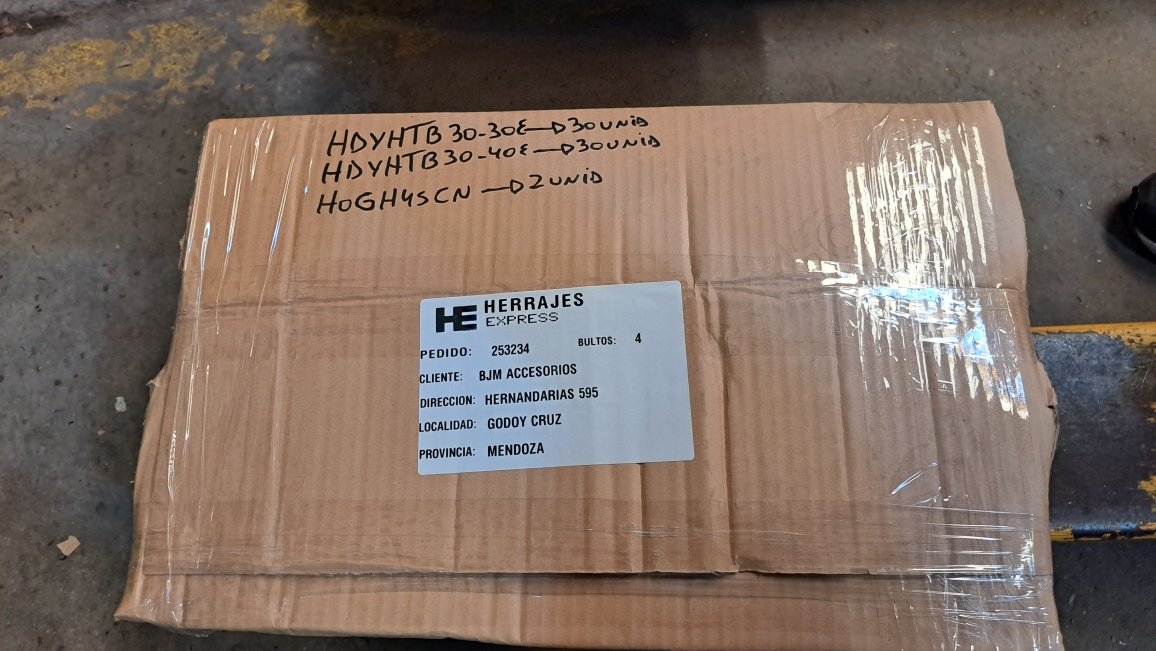 HDYHTB30-30E→30UNID
HDYHTB30-40E→30UNID
HOGH4SCN→2UNID
HE HERRAJES
EXPRESS
PEDIDO: 253234 BULTOS: 4
CLIENTE: BJM ACCESORIOS
DIRECCION: HERNANDARIAS 595
LOCALIDAD: GODOY CRUZ
PROVINCIA: MENDOZA